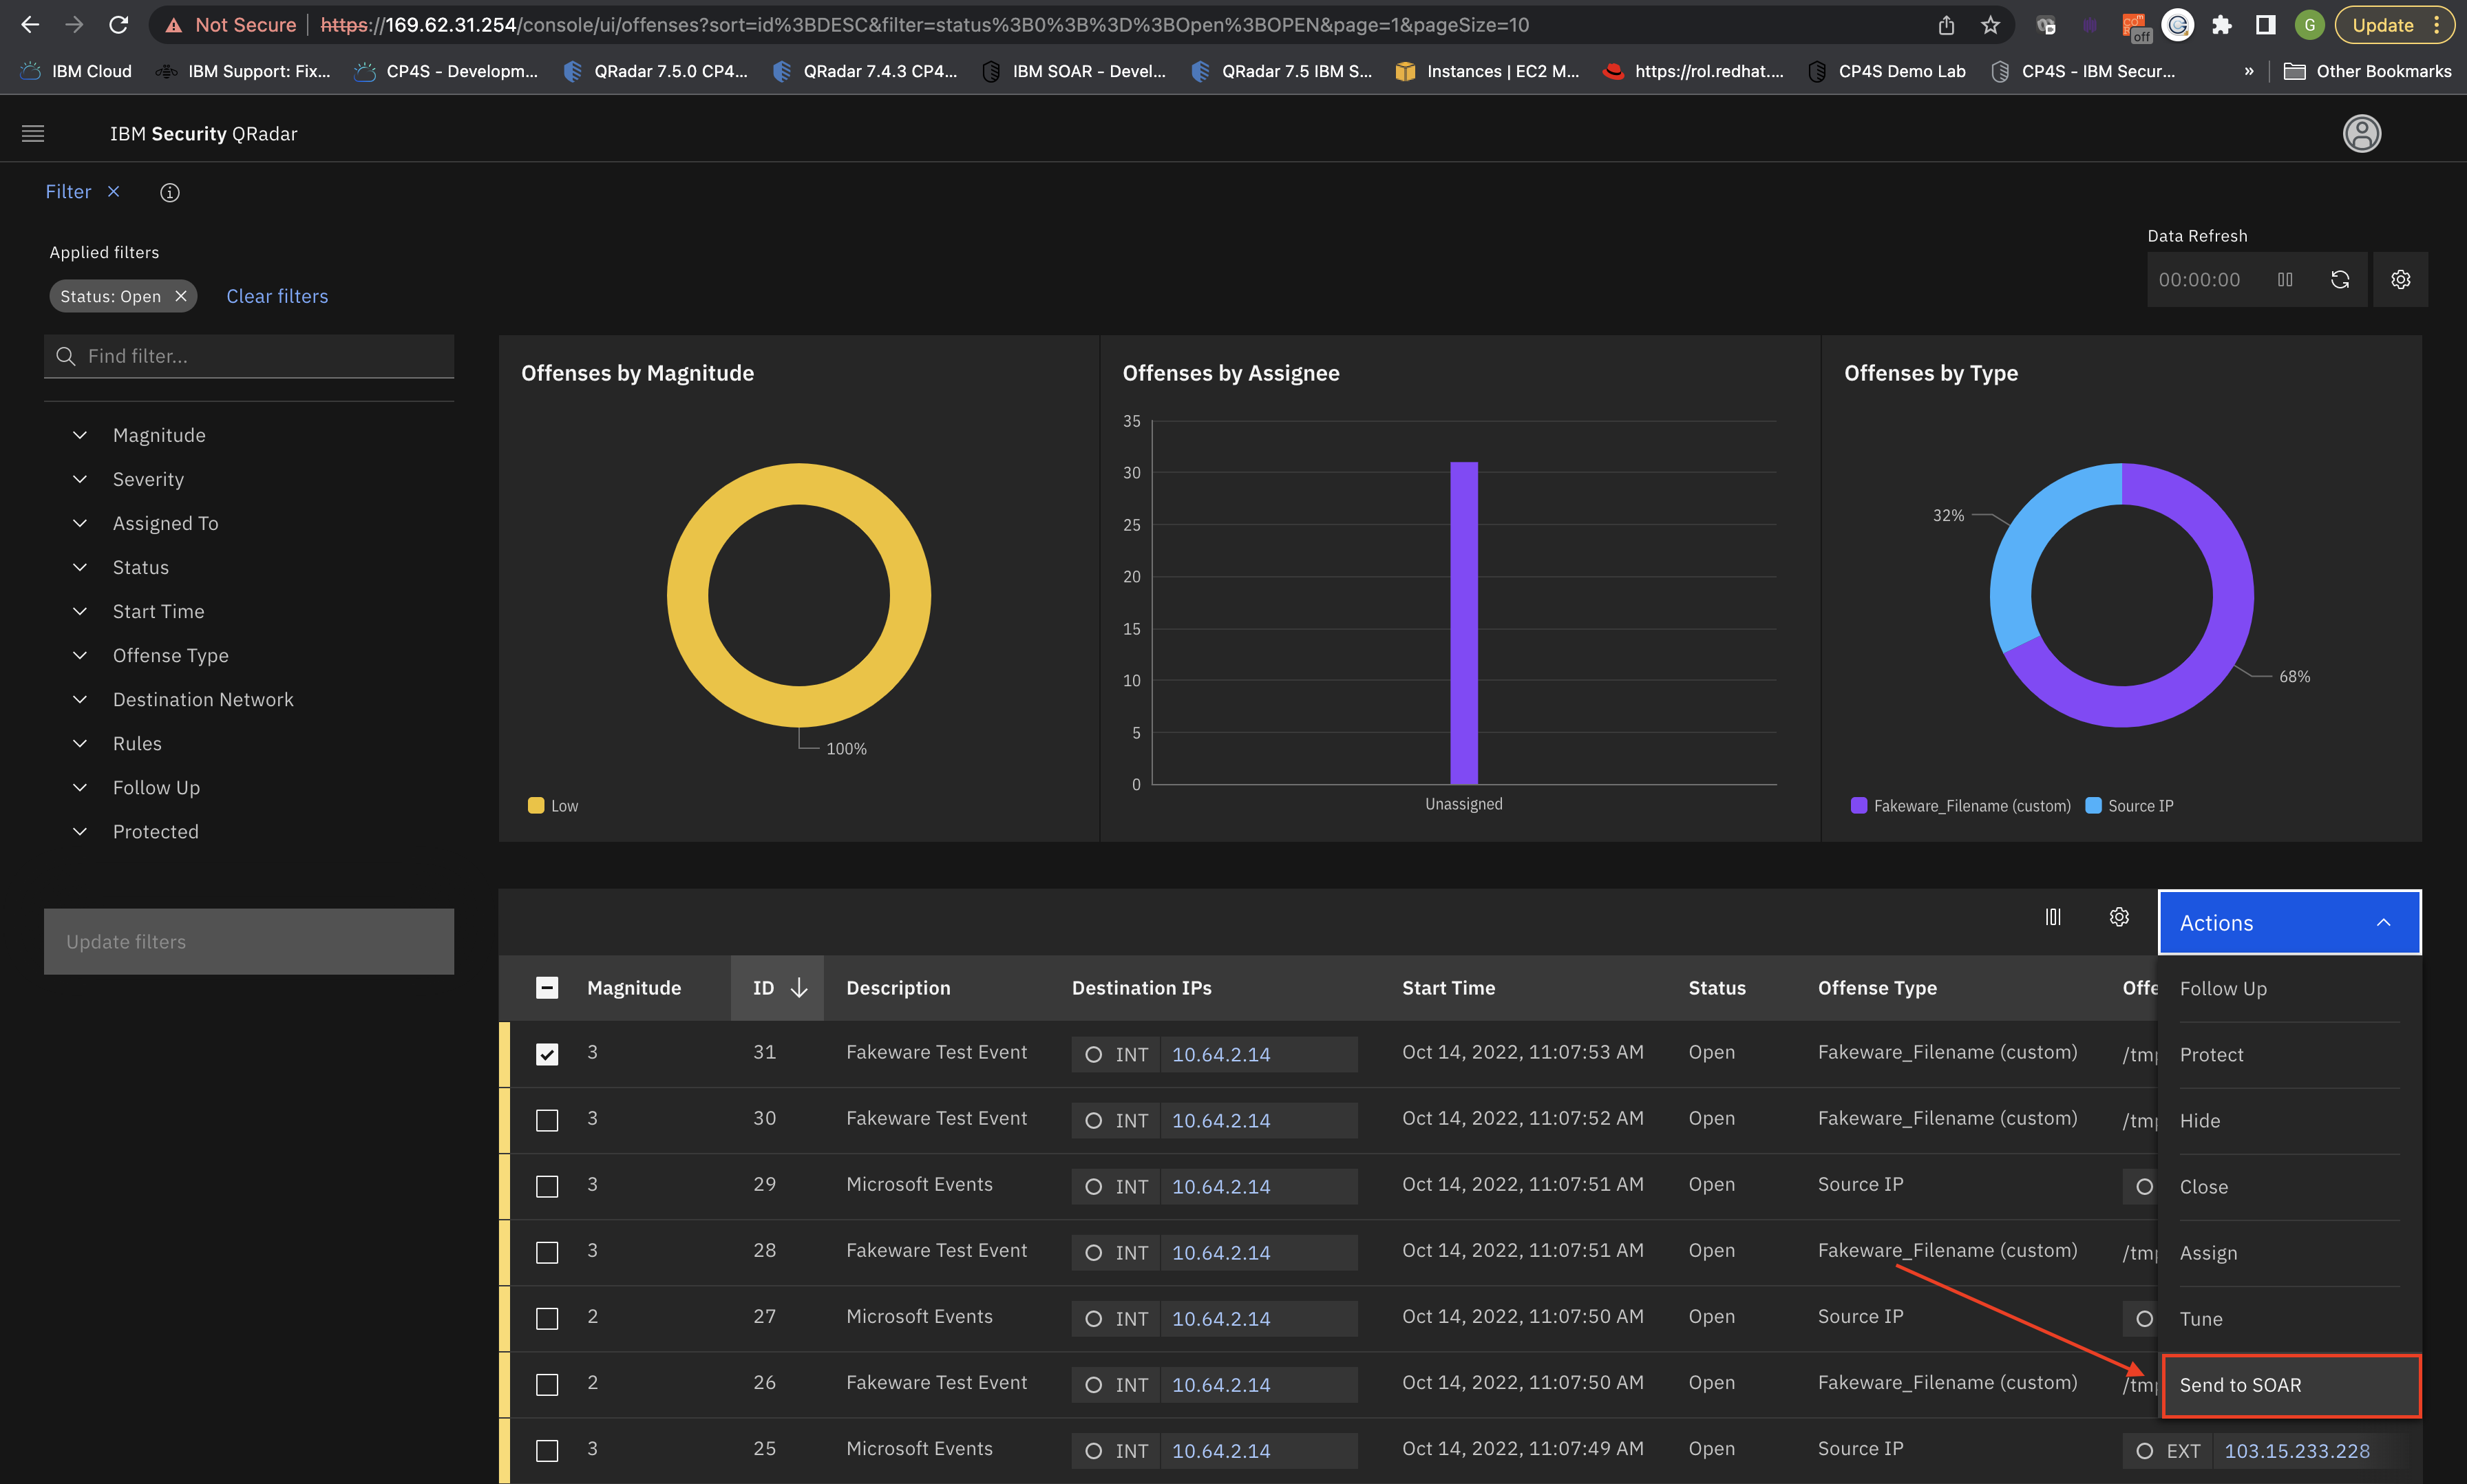 Not Secure
https://169.62.31.254/console/ui/offenses?sort=id%3BDESC&filter=status%3B0%3B%3D%3BOpen%3BOPEN&page=1&pageSize=10
off
G
Update
IBM Cloud
IBM Support: Fix...
CP4S - Developm...
QRadar 7.5.0 CP4...
QRadar 7.4.3 CP4...
IBM SOAR - Devel...
QRadar 7.5 IBM S...
Instances | EC2 M...
https://rol.redhat....
CP4S Demo Lab
CP4S - IBM Secur...
»
Other Bookmarks
IBM Security QRadar
Filter
Applied filters
Status: Open
Clear filters
Data Refresh
00:00:00
Find filter...
Magnitude
Severity
Assigned To
Status
Start Time
Offense Type
Destination Network
Rules
Follow Up
Protected
Update filters
Offenses by Magnitude
100%
Low
Offenses by Assignee
35
30
25
20
15
10
5
0
Unassigned
Offenses by Type
32%
68%
Fakeware_Filename (custom)
Source IP
Actions
Magnitude ID Description Destination IPs Start Time Status Offense Type Offe
3 31 Fakeware Test Event INT 10.64.2.14 Oct 14, 2022, 11:07:53 AM Open Fakeware_Filename (custom) /tmp
3 30 Fakeware Test Event INT 10.64.2.14 Oct 14, 2022, 11:07:52 AM Open Fakeware_Filename (custom) /tmp
3 29 Microsoft Events INT 10.64.2.14 Oct 14, 2022, 11:07:51 AM Open Source IP
3 28 Fakeware Test Event INT 10.64.2.14 Oct 14, 2022, 11:07:51 AM Open Fakeware_Filename (custom) /tmp
2 27 Microsoft Events INT 10.64.2.14 Oct 14, 2022, 11:07:50 AM Open Source IP
2 26 Fakeware Test Event INT 10.64.2.14 Oct 14, 2022, 11:07:50 AM Open Fakeware_Filename (custom) /tmp
3 25 Microsoft Events INT 10.64.2.14 Oct 14, 2022, 11:07:49 AM Open Source IP EXT 103.15.233.228
Follow Up
Protect
Hide
Close
Assign
Tune
Send to SOAR